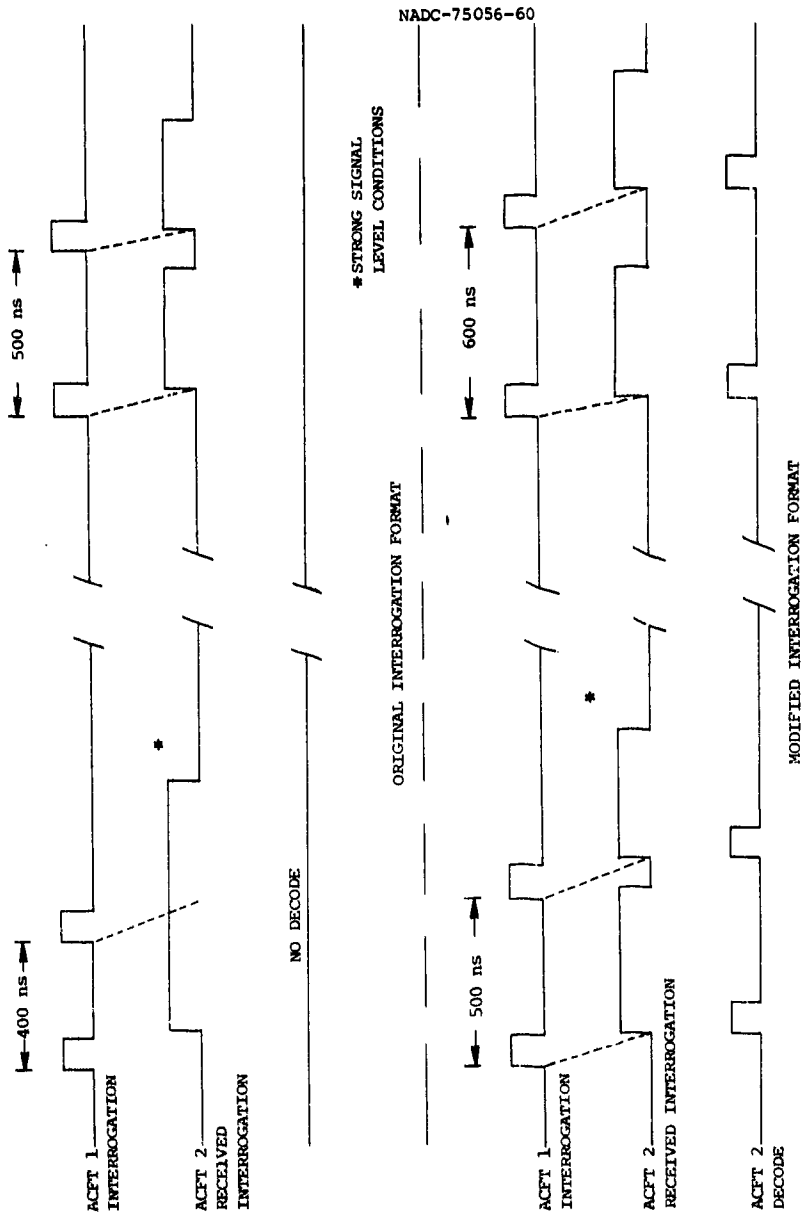 NADC-75056-60
ACFT 1
INTERROGATION
400 ns
500 ns
ACFT 2
RECEIVED
INTERROGATION
*
NO DECODE
* STRONG SIGNAL
LEVEL CONDITIONS
ORIGINAL INTERROGATION FORMAT
ACFT 1
INTERROGATION
500 ns
600 ns
ACFT 2
RECEIVED INTERROGATION
*
ACFT 2
DECODE
MODIFIED INTERROGATION FORMAT